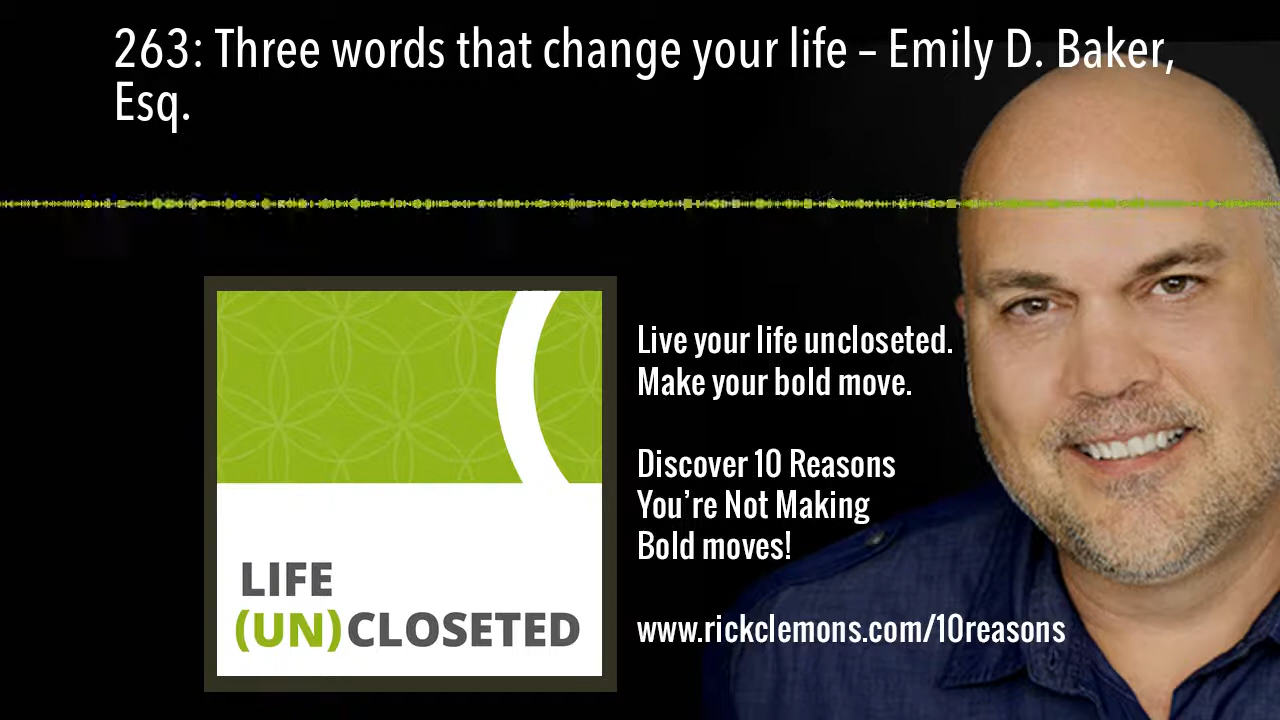 263: Three words that change your life – Emily D. Baker,
Esq.
Live your life uncloseted.
Make your bold move.
Discover 10 Reasons
You're Not Making
Bold moves!
www.rickclemons.com/10reasons
LIFE
(UN)CLOSETED